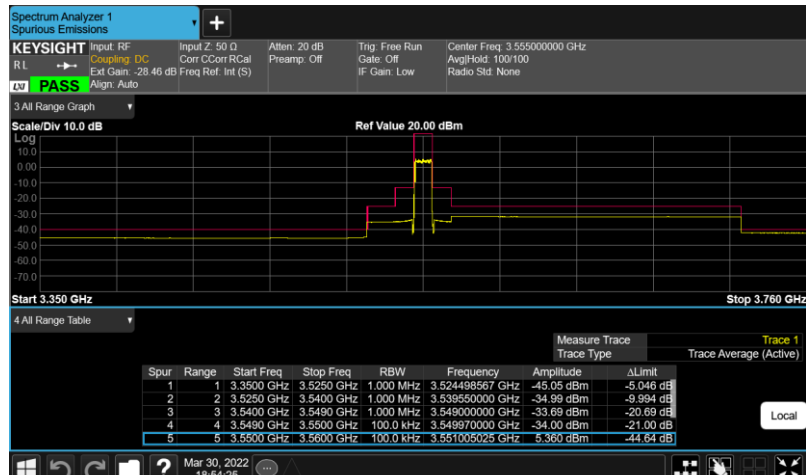 Spectrum Analyzer 1
Spurious Emissions
+
KEYSIGHT Input: RF Input Z: 50 Ω Atten: 20 dB Trig: Free Run Center Freq: 3.555000000 GHz
RL Coupling: DC Corr CCorr RCal Preamp: Off Gate: Off Avg|Hold: 100/100
Ext Gain: -28.46 dB Freq Ref: Int (S) IF Gain: Low Radio Std: None
LXI PASS Align: Auto
3 All Range Graph
Scale/Div 10.0 dB Ref Value 20.00 dBm
Log
10.0
0.00
-10.0
-20.0
-30.0
-40.0
-50.0
-60.0
-70.0
Start 3.350 GHz Stop 3.760 GHz
4 All Range Table
Measure Trace Trace 1
Trace Type Trace Average (Active)
Spur Range Start Freq Stop Freq RBW Frequency Amplitude ΔLimit
1 1 3.3500 GHz 3.5250 GHz 1.000 MHz 3.524498567 GHz -45.05 dBm -5.046 dB
2 2 3.5250 GHz 3.5400 GHz 1.000 MHz 3.539550000 GHz -34.99 dBm -9.994 dB
3 3 3.5400 GHz 3.5490 GHz 1.000 MHz 3.549000000 GHz -33.69 dBm -20.69 dB
4 4 3.5490 GHz 3.5500 GHz 100.0 kHz 3.549970000 GHz -34.00 dBm -21.00 dB
5 5 3.5500 GHz 3.5600 GHz 100.0 kHz 3.551005025 GHz 5.360 dBm -44.64 dB
Local
? Mar 30, 2022
18:54:25